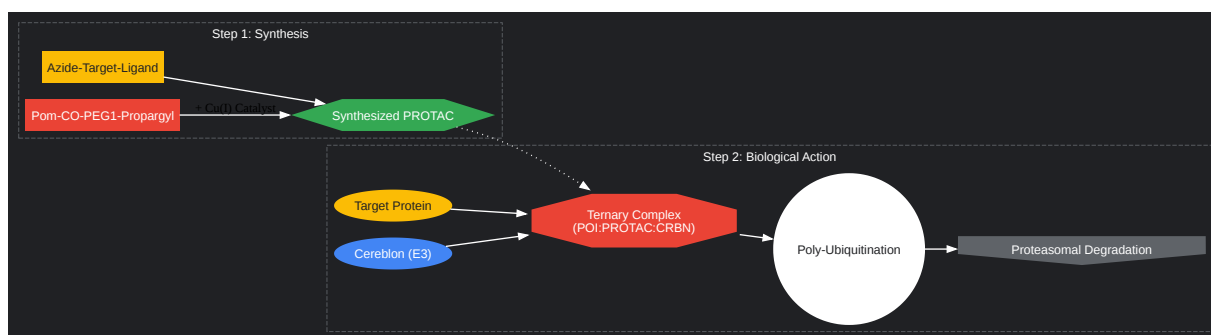 Step 1: Synthesis
Azide-Target-Ligand
Pom-CO-PEG1-Propargyl
+ Cu(I) Catalyst
Synthesized PROTAC
Step 2: Biological Action
Target Protein
Cereblon (E3)
Ternary Complex
(POI:PROTAC:CRBN)
Poly-Ubiquitination
Proteasomal Degradation